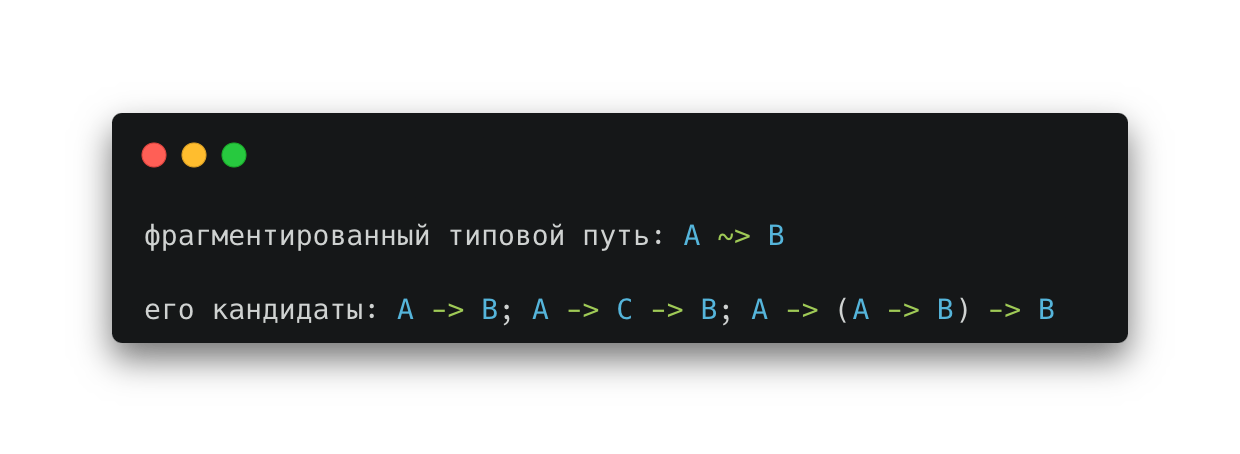 фрагментированный типовой путь: A ~> B
его кандидаты: A -> B; A -> C -> B; A -> (A -> B) -> B